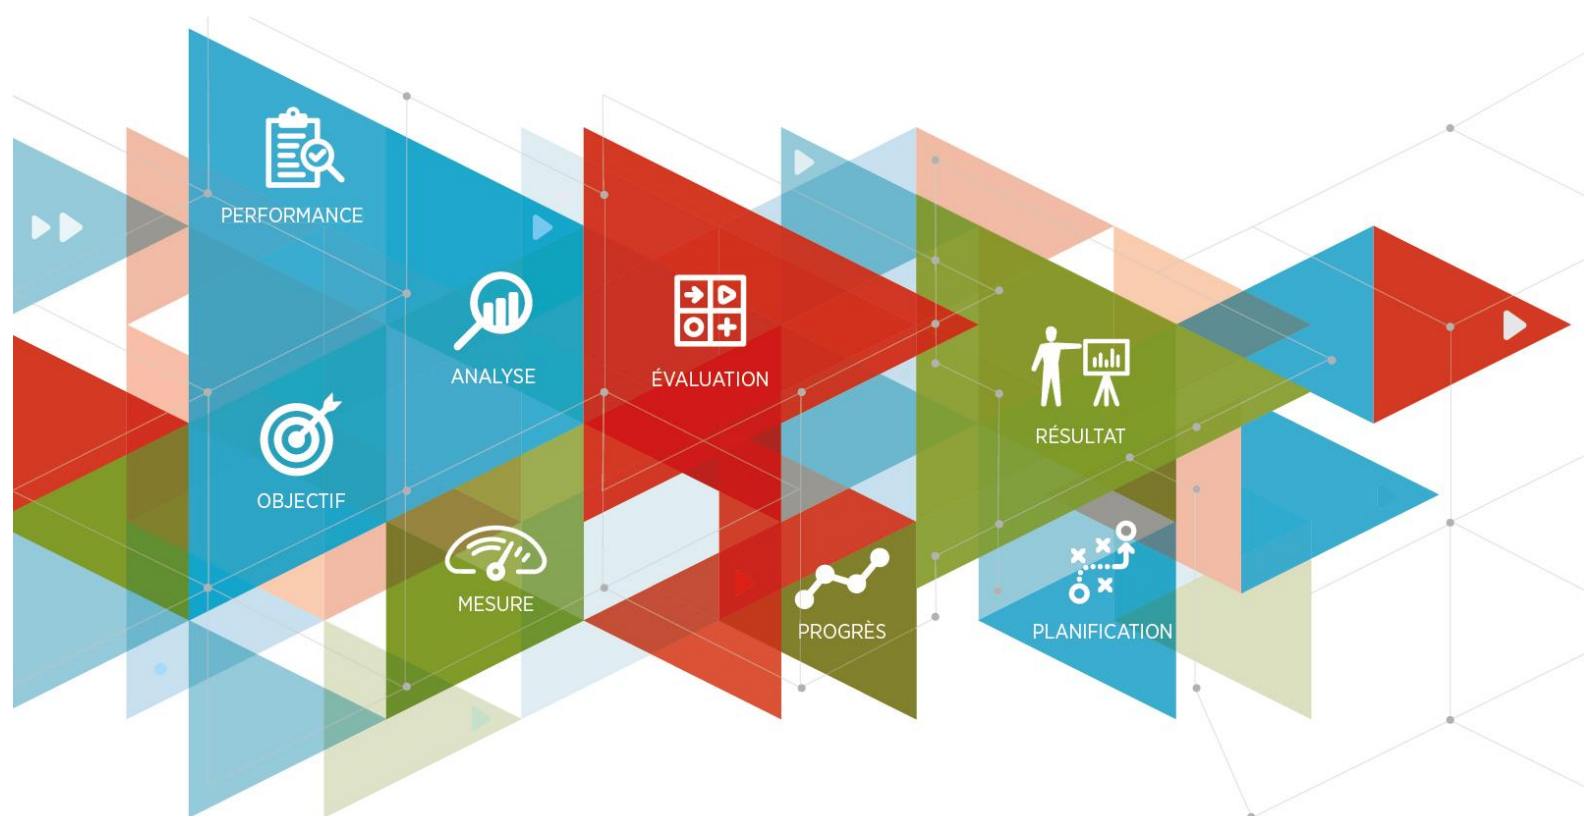 PERFORMANCE
ANALYSE
ÉVALUATION
RÉSULTAT
OBJECTIF
MESURE
PROGRÈS
PLANIFICATION